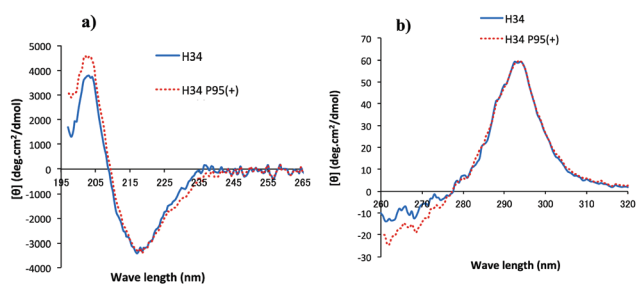 a)
H34
H34 P95(+)
[θ] (deg.cm²/dmol)
5000
4000
3000
2000
1000
0
-1000
-2000
-3000
-4000
195 205 215 225 235 245 255 265
Wave length (nm)
b)
H34
H34 P95(+)
[θ] (deg.cm²/dmol)
70
60
50
40
30
20
10
0
-10
-20
-30
260 270 280 290 300 310 320
Wave length (nm)